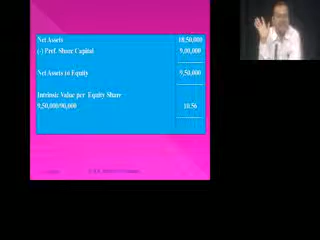 Net Assets 18,50,000
(-) Pref. Share Capital 9,00,000
Net Assets to Equity 9,50,000
Intrinsic Value per Equity Share
9,50,000/90,000 10.56